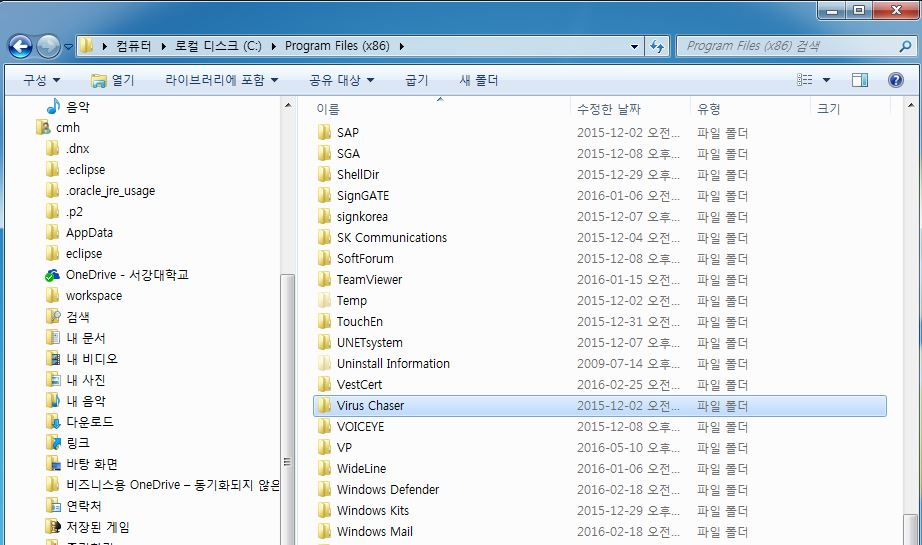 컴퓨터 ▸ 로컬 디스크 (C:) ▸ Program Files (x86) ▸
Program Files (x86) 검색
구성 열기 라이브러리에 포함 공유 대상 굽기 새 폴더
음악
cmh
.dnx
.eclipse
.oracle_jre_usage
.p2
AppData
eclipse
OneDrive - 서강대학교
workspace
검색
내 문서
내 비디오
내 사진
내 음악
다운로드
링크
바탕 화면
비즈니스용 OneDrive – 동기화되지 않은
연락처
저장된 게임
이름 수정한 날짜 유형 크기
SAP 2015-12-02 오전... 파일 폴더
SGA 2015-12-08 오후... 파일 폴더
ShellDir 2015-12-29 오후... 파일 폴더
SignGATE 2016-01-06 오전... 파일 폴더
signkorea 2015-12-07 오후... 파일 폴더
SK Communications 2015-12-04 오전... 파일 폴더
SoftForum 2015-12-08 오후... 파일 폴더
TeamViewer 2016-01-15 오전... 파일 폴더
Temp 2015-12-02 오전... 파일 폴더
TouchEn 2015-12-31 오전... 파일 폴더
UNETsystem 2015-12-07 오후... 파일 폴더
Uninstall Information 2009-07-14 오후... 파일 폴더
VestCert 2016-02-25 오전... 파일 폴더
Virus Chaser 2015-12-02 오전... 파일 폴더
VOICEYE 2015-12-08 오후... 파일 폴더
VP 2016-05-10 오후... 파일 폴더
WideLine 2016-01-06 오전... 파일 폴더
Windows Defender 2016-02-18 오전... 파일 폴더
Windows Kits 2015-12-29 오후... 파일 폴더
Windows Mail 2016-02-18 오전... 파일 폴더